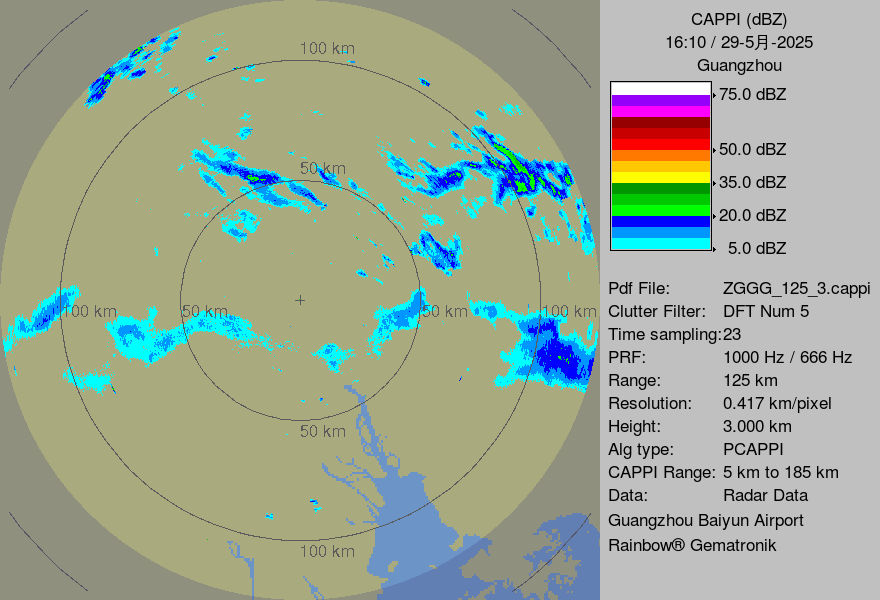 CAPPI (dBZ)
16:10 / 29-5月-2025
Guangzhou
75.0 dBZ
50.0 dBZ
35.0 dBZ
20.0 dBZ
5.0 dBZ
100 km
50 km
100 km
50 km
50 km
100 km
50 km
100 km
Pdf File: ZGGG_125_3.cappi
Clutter Filter: DFT Num 5
Time sampling:23
PRF: 1000 Hz / 666 Hz
Range: 125 km
Resolution: 0.417 km/pixel
Height: 3.000 km
Alg type: PCAPPI
CAPPI Range: 5 km to 185 km
Data: Radar Data
Guangzhou Baiyun Airport
Rainbow® Gematronik